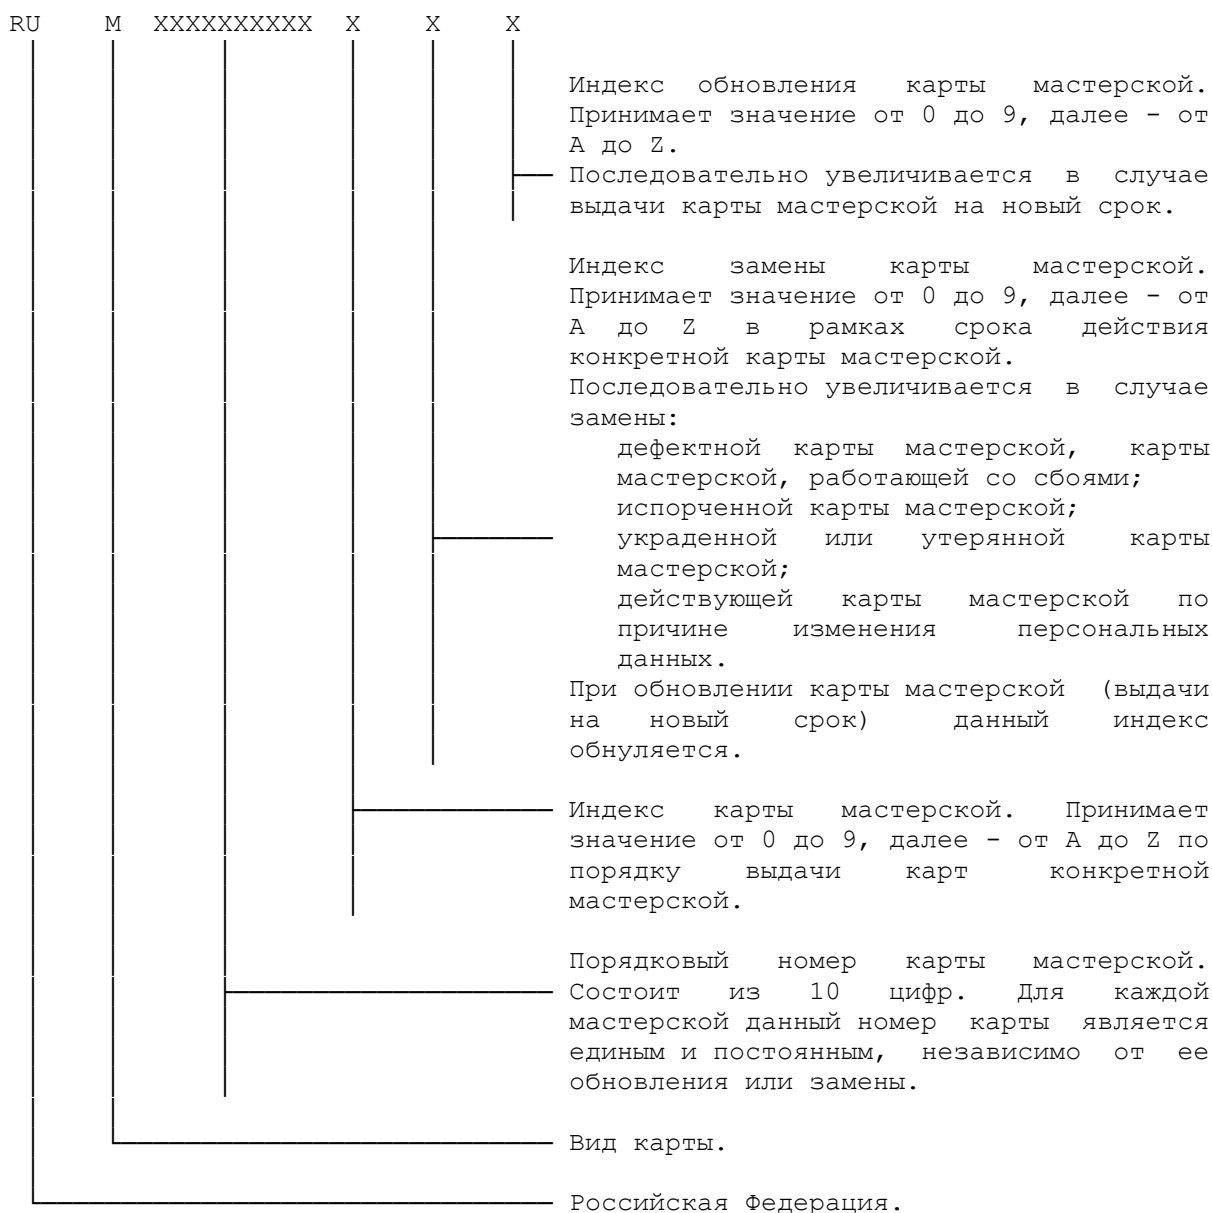 RU M XXXXXXXXXX X X X
Индекс обновления карты мастерской.
Принимает значение от 0 до 9, далее - от
A до Z.
Последовательно увеличивается в случае
выдачи карты мастерской на новый срок.
Индекс замены карты мастерской.
Принимает значение от 0 до 9, далее - от
A до Z в рамках срока действия
конкретной карты мастерской.
Последовательно увеличивается в случае
замены:
дефектной карты мастерской, карты
мастерской, работающей со сбоями;
испорченной карты мастерской;
украденной или утерянной карты
мастерской;
действующей карты мастерской по
причине изменения персональных
данных.
При обновлении карты мастерской (выдачи
на новый срок) данный индекс
обнуляется.
Индекс карты мастерской. Принимает
значение от 0 до 9, далее - от A до Z по
порядку выдачи карт конкретной
мастерской.
Порядковый номер карты мастерской.
Состоит из 10 цифр. Для каждой
мастерской данный номер карты является
единым и постоянным, независимо от ее
обновления или замены.
Вид карты.
Российская Федерация.